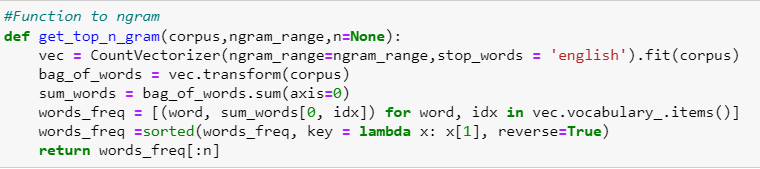 #Function to ngram
def get_top_n_gram(corpus,ngram_range,n=None):
    vec = CountVectorizer(ngram_range=ngram_range,stop_words = 'english').fit(corpus)
    bag_of_words = vec.transform(corpus)
    sum_words = bag_of_words.sum(axis=0)
    words_freq = [(word, sum_words[0, idx]) for word, idx in vec.vocabulary_.items()]
    words_freq =sorted(words_freq, key = lambda x: x[1], reverse=True)
    return words_freq[:n]